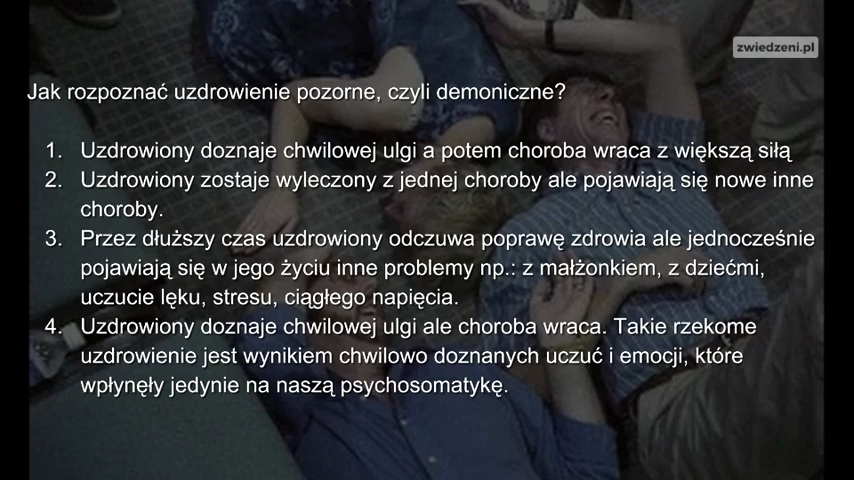 zwiedzeni.pl
Jak rozpoznać uzdrowienie pozorne, czyli demoniczne?
1. Uzdrowiony doznaje chwilowej ulgi a potem choroba wraca z większą siłą
2. Uzdrowiony zostaje wyleczony z jednej choroby ale pojawiają się nowe inne
choroby.
3. Przez dłuższy czas uzdrowiony odczuwa poprawę zdrowia ale jednocześnie
pojawiają się w jego życiu inne problemy np.: z małżonkiem, z dziećmi,
uczucie lęku, stresu, ciągłego napięcia.
4. Uzdrowiony doznaje chwilowej ulgi ale choroba wraca. Takie rzekome
uzdrowienie jest wynikiem chwilowo doznanych uczuć i emocji, które
wpłynęły jedynie na naszą psychosomatykę.